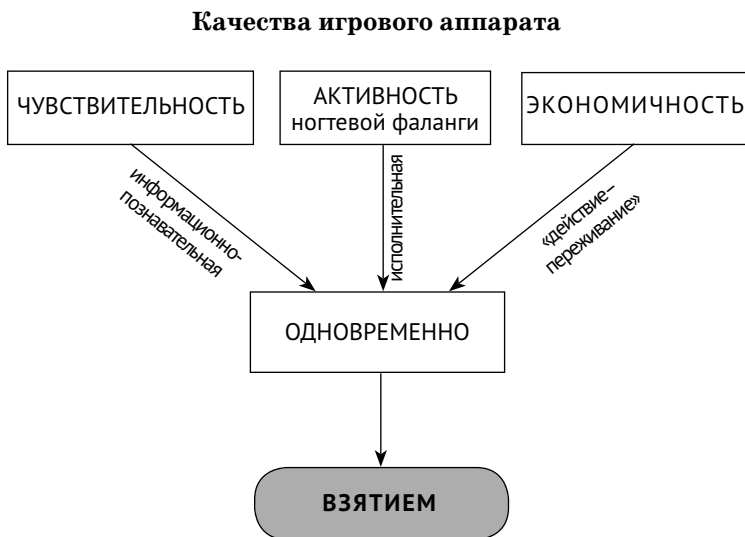 Качества игрового аппарата
ЧУВСТВИТЕЛЬНОСТЬ
АКТИВНОСТЬ
ногтевой фаланги
ЭКОНОМИЧНОСТЬ
информационно-
познавательная
исполнительная
«действие–
переживание»
ОДНОВРЕМЕННО
ВЗЯТИЕМ